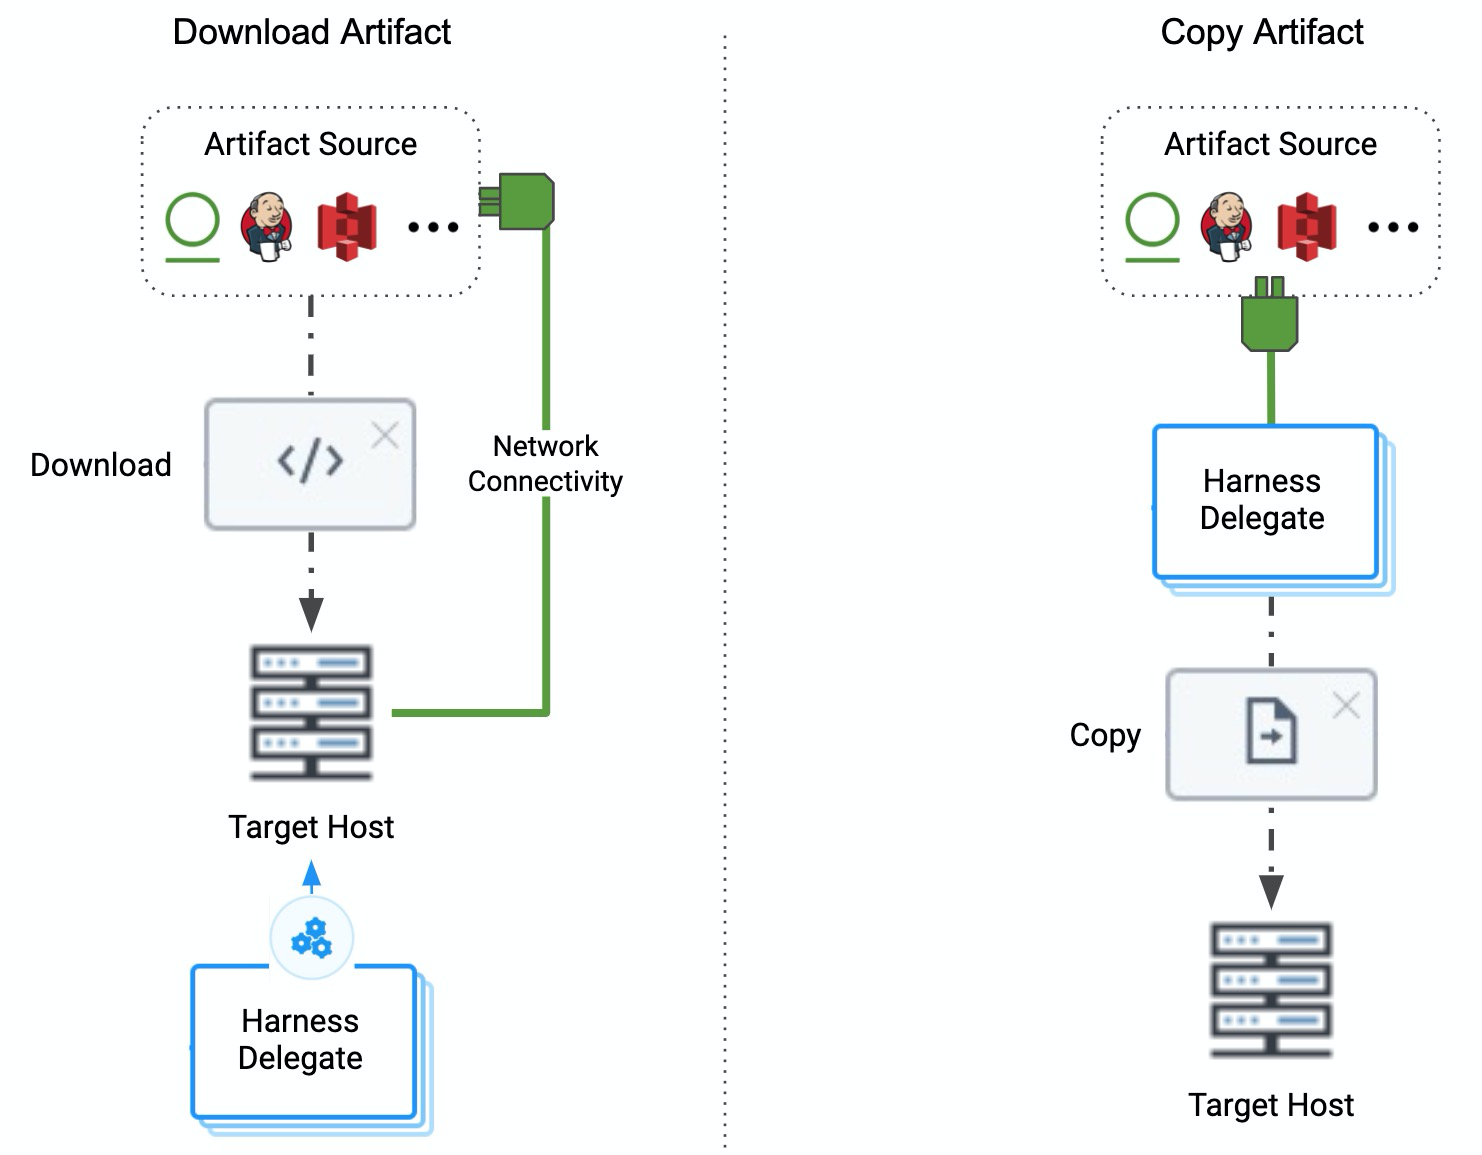 Download Artifact
Artifact Source
Download
</>
Network
Connectivity
Target Host
Harness
Delegate
Copy Artifact
Artifact Source
Harness
Delegate
Copy
Target Host